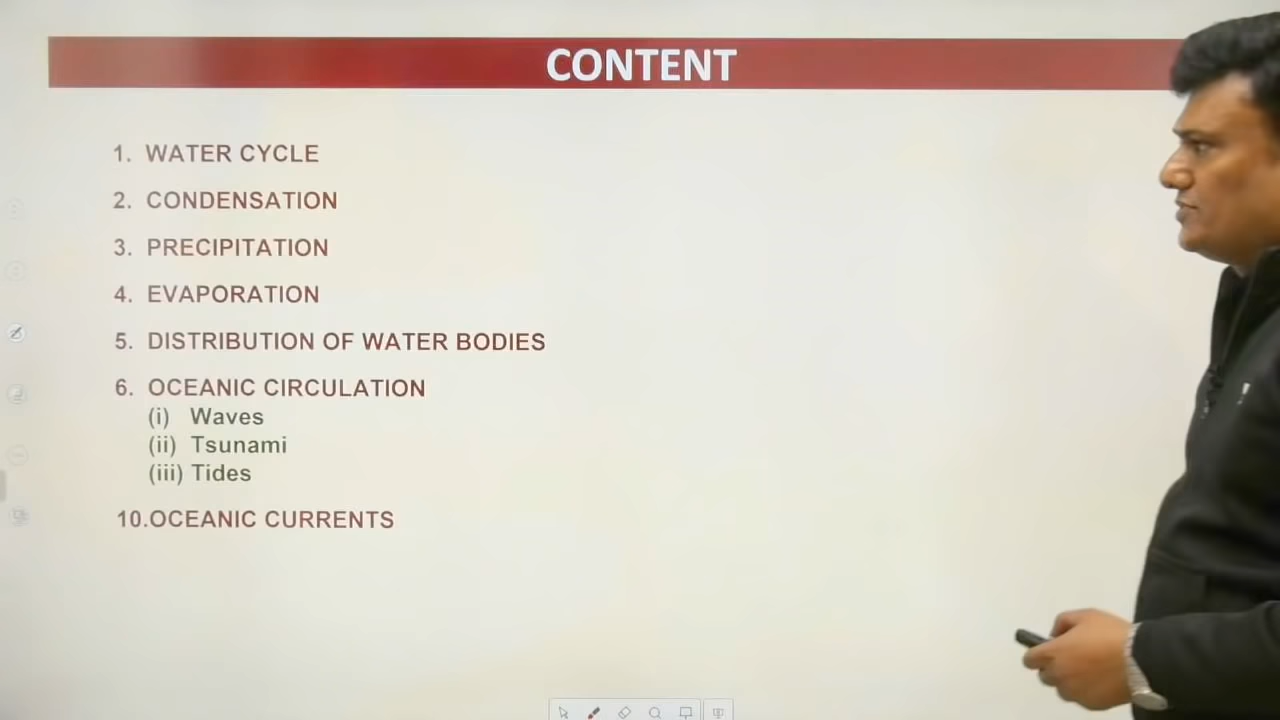 CONTENT
1. WATER CYCLE
2. CONDENSATION
3. PRECIPITATION
4. EVAPORATION
5. DISTRIBUTION OF WATER BODIES
6. OCEANIC CIRCULATION
(i) Waves
(ii) Tsunami
(iii) Tides
10.OCEANIC CURRENTS